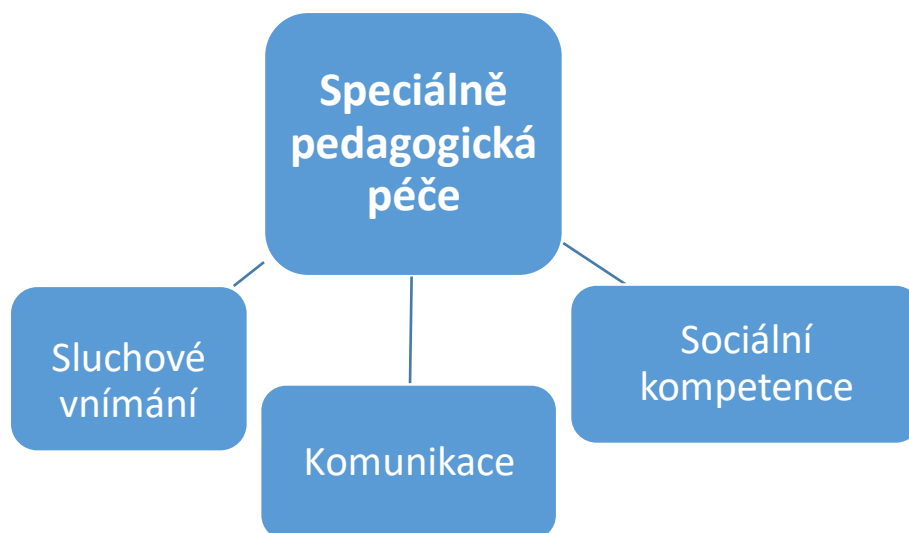 Speciálně
pedagogická
péče
Sluchové
vnímání
Komunikace
Sociální
kompetence